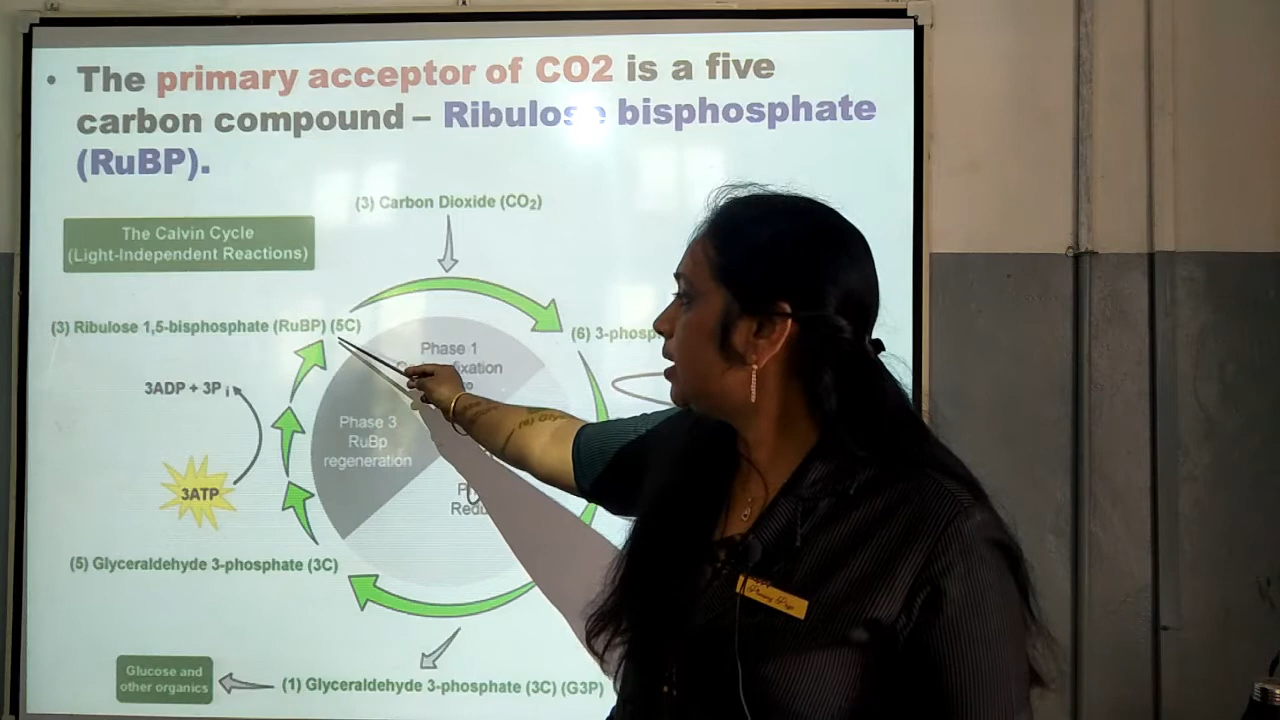 • The primary acceptor of CO2 is a five
carbon compound – Ribulose bisphosphate
(RuBP).
(3) Carbon Dioxide (CO₂)
The Calvin Cycle
(Light-Independent Reactions)
(3) Ribulose 1,5-bisphosphate (RuBP) (5C)
(6) 3-phosp
Phase 1
ixation
3ADP + 3P i
Phase 3
RuBp
regeneration
3ATP
Redu
(5) Glyceraldehyde 3-phosphate (3C)
Glucose and
other organics
(1) Glyceraldehyde 3-phosphate (3C) (G3P)